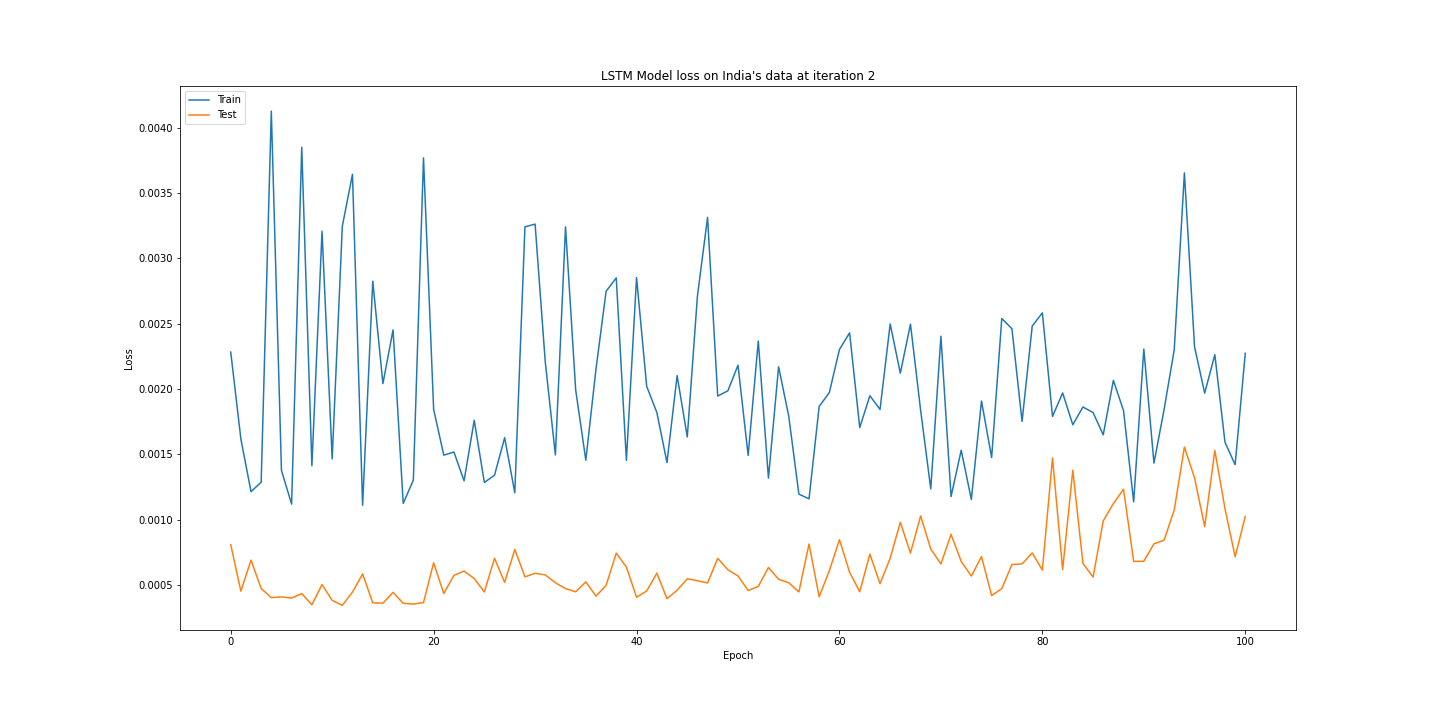 LSTM Model loss on India's data at iteration 2
Train
Test
0.0040
0.0035
0.0030
0.0025
0.0020
0.0015
0.0010
0.0005
Loss
0 20 40 60 80 100
Epoch